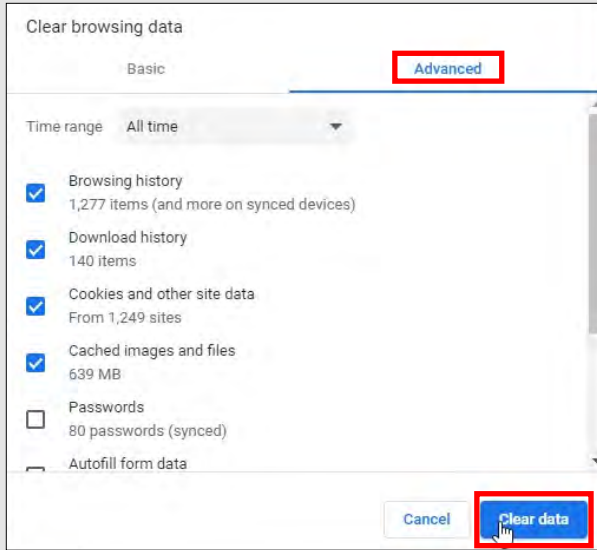 Clear browsing data
Basic
Advanced
Time range
All time
Browsing history
1,277 items (and more on synced devices)
Download history
140 items
Cookies and other site data
From 1,249 sites
Cached images and files
639 MB
Passwords
80 passwords (synced)
Autofill form data
Cancel
Clear data